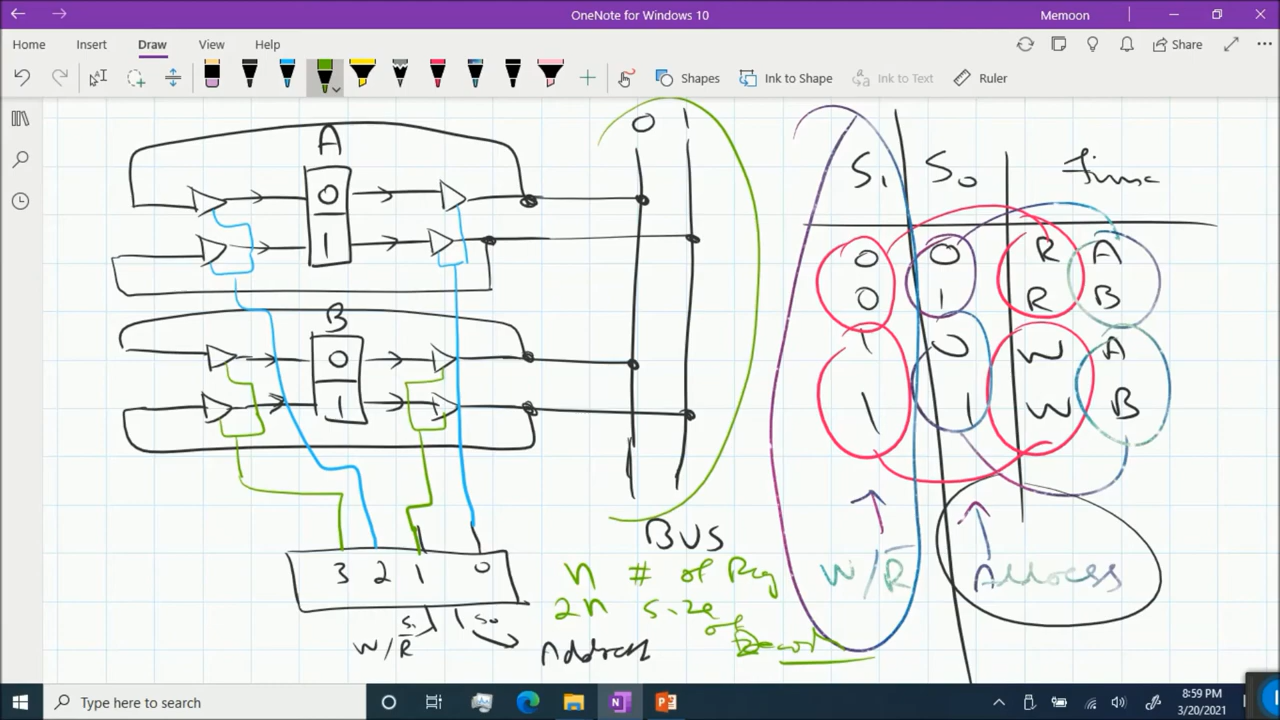 OneNote for Windows 10
Memoon
Home Insert Draw View Help
Share
Shapes Ink to Shape Ink to Text Ruler
A
0
1
B
0
1
0 1
BUS
3 2 1 0
S1 S0
W/R̅
Address
n # of Reg
2n size
of
S1 S0 func
0 0 R A
0 1 R B
1 0 W A
1 1 W B
W/R̅ Address
Type here to search
8:59 PM
3/20/2021